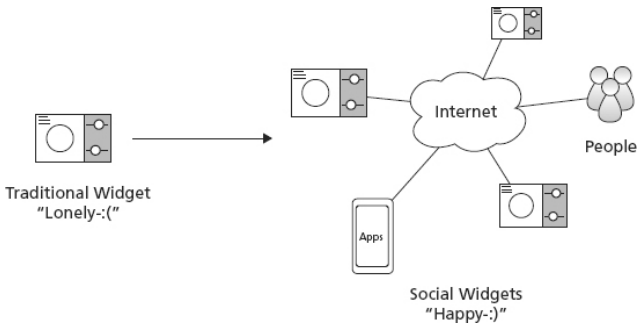 Internet
People
Traditional Widget
“Lonely-:(“
Apps
Social Widgets
“Happy-:)”